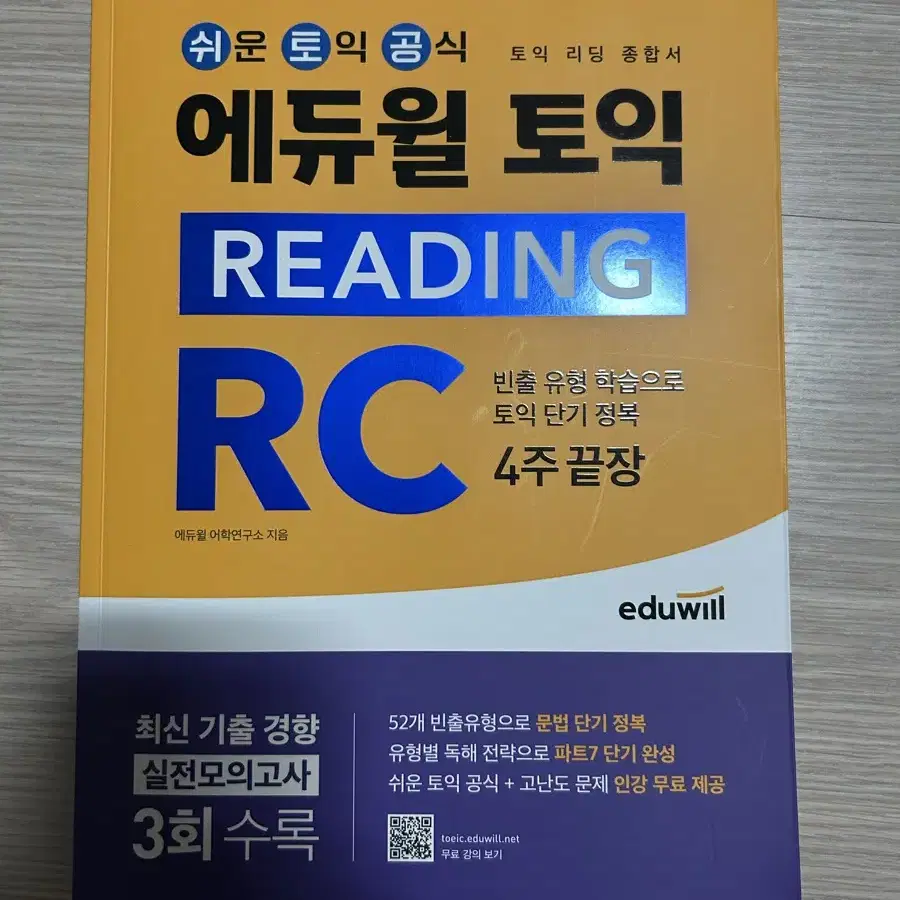 쉬운 토익 공식
토익 리딩 종합서
에듀윌 토익
READING
RC
빈출 유형 학습으로
토익 단기 정복
4주 끝장
에듀윌 어학연구소 지음
eduwill
최신 기출 경향
실전모의고사
3회 수록
52개 빈출유형으로 문법 단기 정복
유형별 독해 전략으로 파트7 단기 완성
쉬운 토익 공식 + 고난도 문제 인강 무료 제공
toeic.eduwill.net
무료 강의 보기